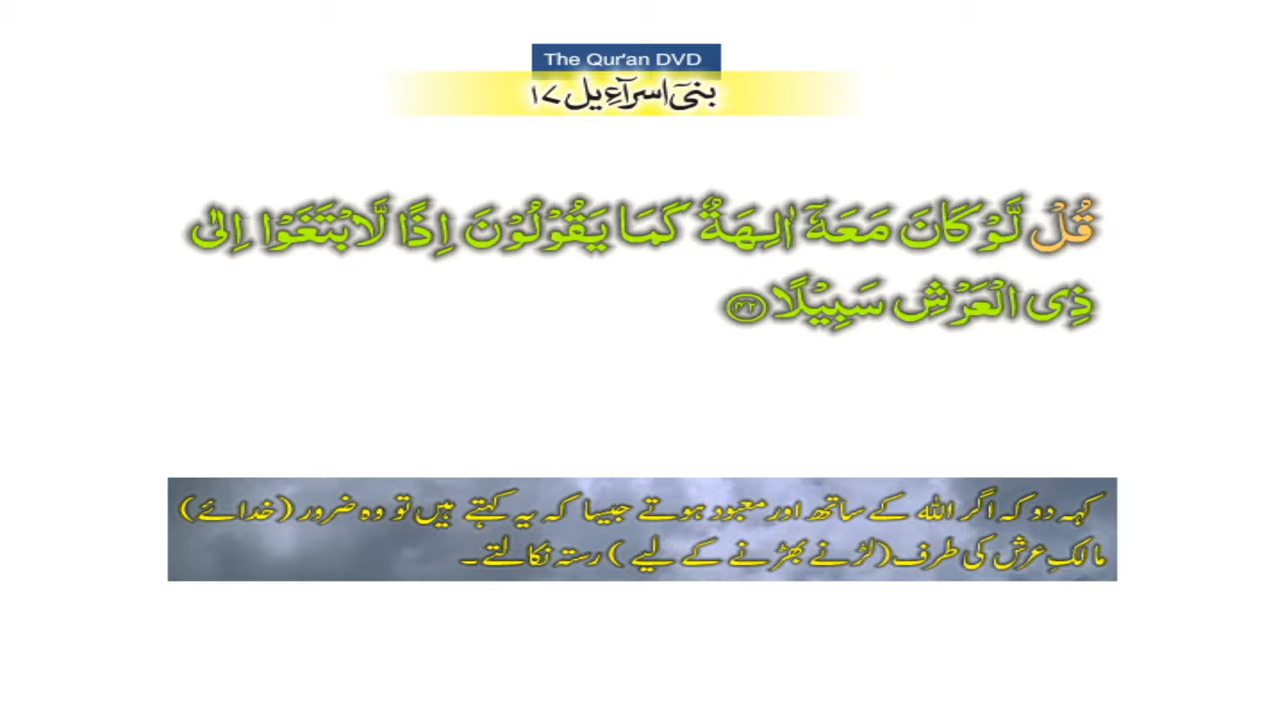 The Qur'an DVD
بنیٓ اسرآءیل ۱۷
قُلْ لَّوْ كَانَ مَعَهٗۤ اٰلِهَةٌ كَمَا يَقُوْلُوْنَ اِذًا لَّابْتَغَوْا اِلٰى
ذِى الْعَرْشِ سَبِيْلًا ۴۲
کہہ دو کہ اگر اللہ کے ساتھ اور معبود ہوتے جیسا کہ یہ کہتے ہیں تو وہ ضرور (خدائے)
مالکِ عرش کی طرف (لڑنے بھڑنے کے لیے) رستہ نکالتے۔